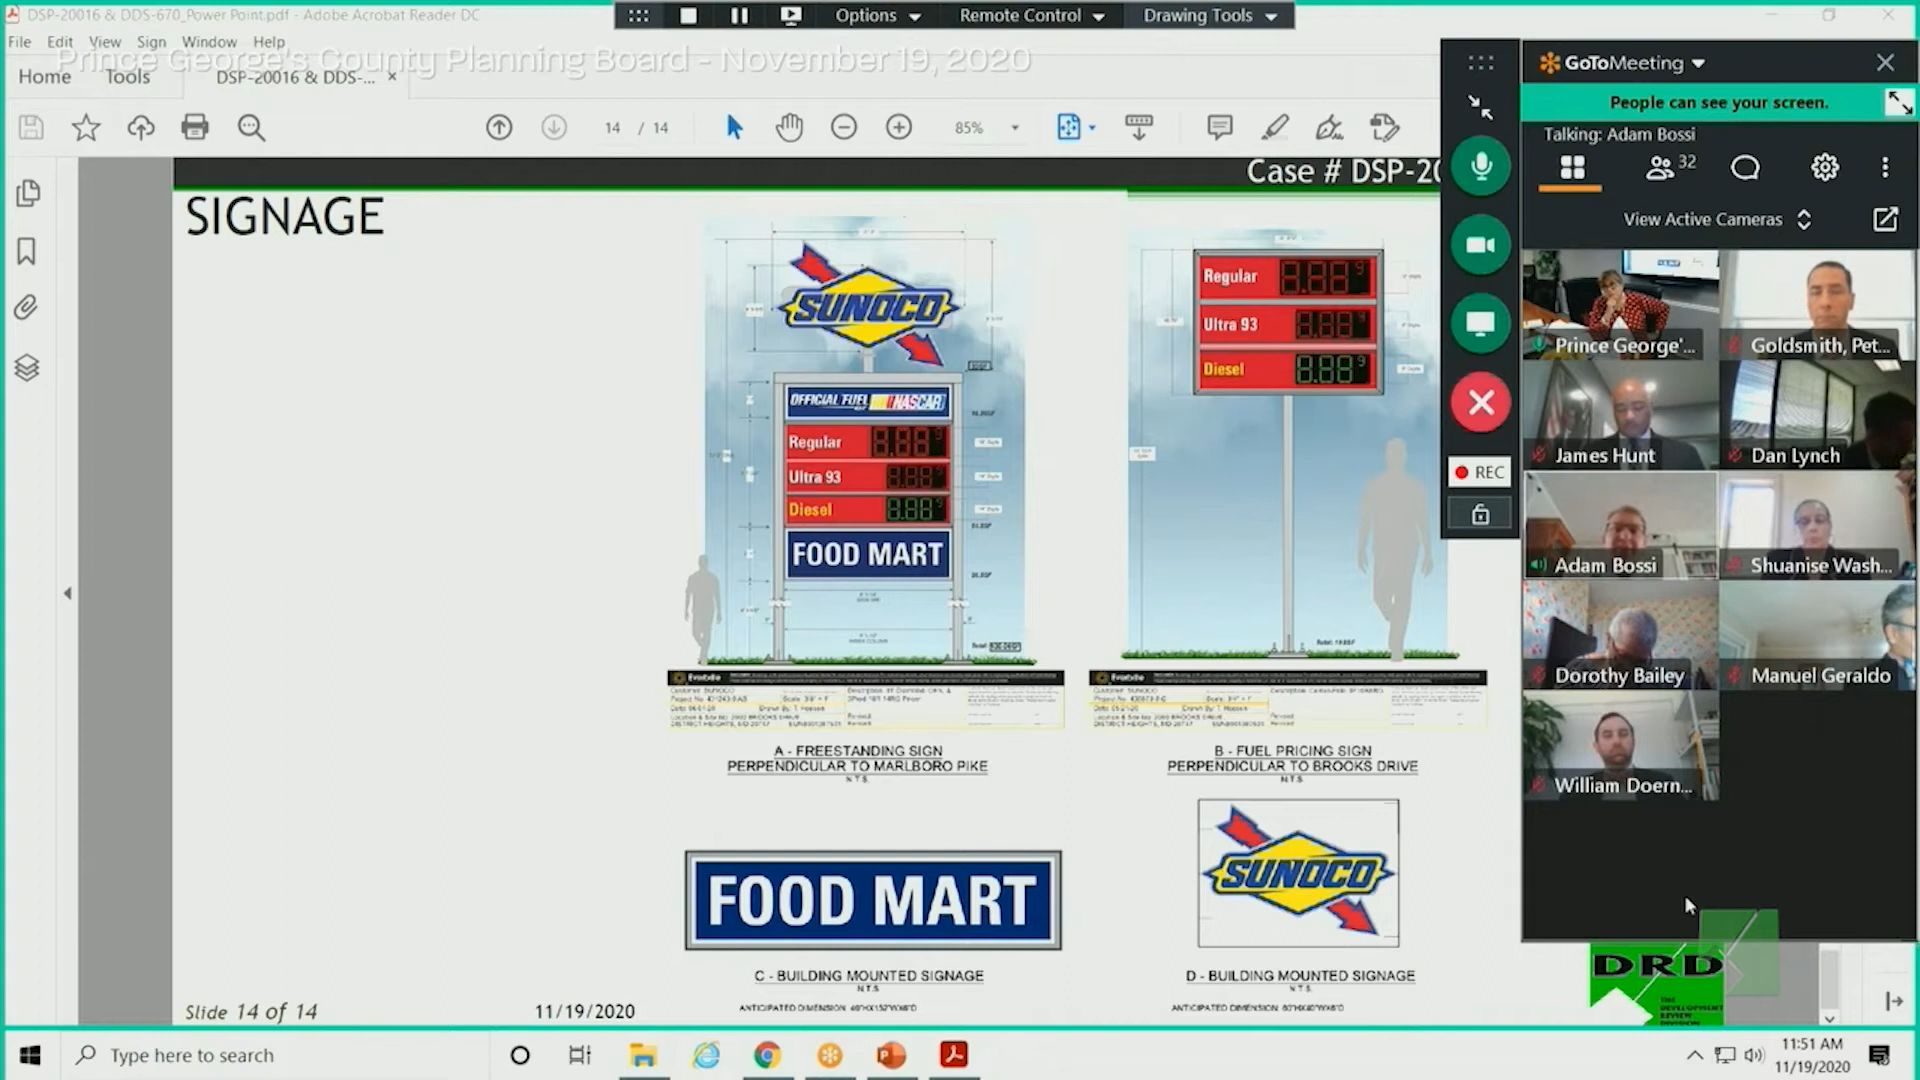 DSP-20016 & DDS-670_Power Point.pdf - Adobe Acrobat Reader DC
Options
Remote Control
Drawing Tools
File Edit View Sign Window Help
Prince George's County Planning Board - November 19, 2020
Home Tools DSP-20016 & DDS-... ×
14 / 14
85%
GoToMeeting
People can see your screen.
Talking: Adam Bossi
32
View Active Cameras
REC
Prince George'...
Goldsmith, Pet...
James Hunt
Dan Lynch
Adam Bossi
Shuanise Wash...
Dorothy Bailey
Manuel Geraldo
William Doern...
Case # DSP-20
SIGNAGE
SUNOCO
OFFICIAL FUEL OF NASCAR
Regular
Ultra 93
Diesel
FOOD MART
Regular
Ultra 93
Diesel
A - FREESTANDING SIGN
PERPENDICULAR TO MARLBORO PIKE
N.T.S.
B - FUEL PRICING SIGN
PERPENDICULAR TO BROOKS DRIVE
N.T.S.
FOOD MART
SUNOCO
C - BUILDING MOUNTED SIGNAGE
N.T.S.
D - BUILDING MOUNTED SIGNAGE
N.T.S.
Slide 14 of 14
11/19/2020
DRD
THE
DEVELOPMENT
REVIEW
DIVISION
Type here to search
11:51 AM
11/19/2020